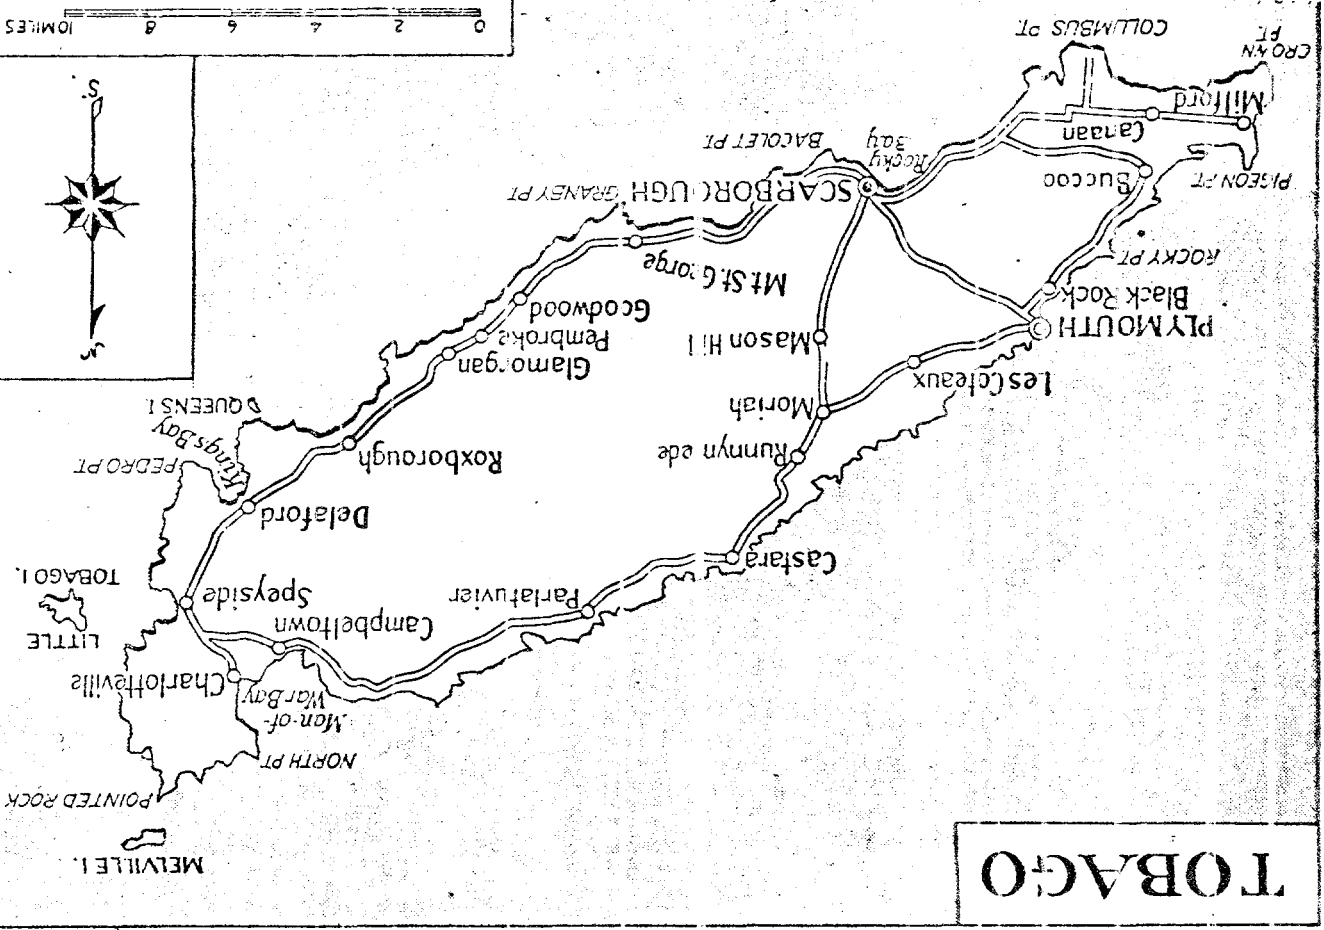 TOBAGO
MELVILLE I.
POINTED ROCK
NORTH PT
Man-of-
War Bay
Charlotteville
LITTLE
TOBAGO I.
Campbeltown
Speyside
Parlatuvier
Castara
Delaford
PEDRO PT
Kings Bay
QUEENS I.
Roxborough
Runnyn ede
Moriah
Les Coteaux
Glamorgan
Pembroke
Goodwood
Mason Hill
PLYMOUTH
Black Rock
ROCKY PT
Mt St. George
GRANBY PT
SCARBOROUGH
Buccoo
PIGEON PT.
Rocky
Bay
BACOLET PT
Canaan
Milford
CROWN
PT.
COLUMBUS PT
N
S
0 2 4 6 8 10 MILES